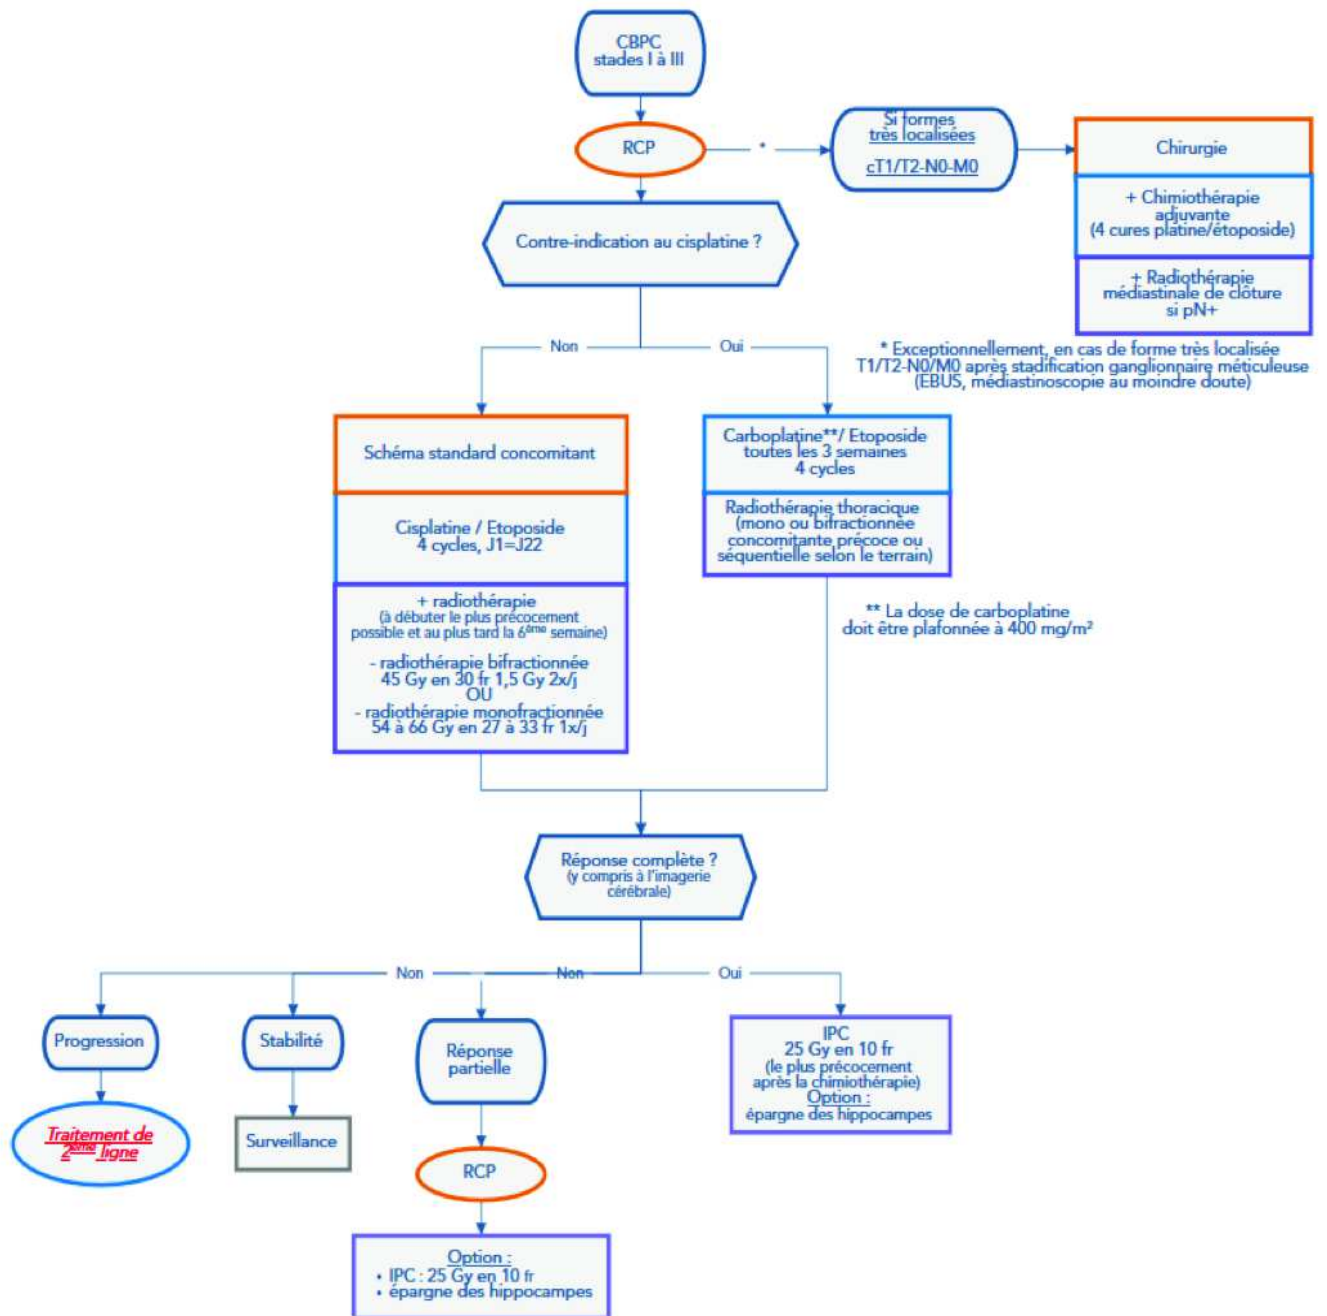 CBPC
stades I à III
RCP
*
Si formes
très localisées
cT1/T2-N0-M0
Chirurgie
+ Chimiothérapie
adjuvante
(4 cures platine/étoposide)
+ Radiothérapie
médiastinale de clôture
si pN+
Contre-indication au cisplatine ?
Non
Oui
* Exceptionnellement, en cas de forme très localisée
T1/T2-N0/M0 après stadification ganglionnaire méticuleuse
(EBUS, médiastinoscopie au moindre doute)
Schéma standard concomitant
Cisplatine / Etoposide
4 cycles, J1=J22
+ radiothérapie
(à débuter le plus précocement
possible et au plus tard la 6ème semaine)
- radiothérapie bifractionnée
45 Gy en 30 fr 1,5 Gy 2x/j
OU
- radiothérapie monofractionnée
54 à 66 Gy en 27 à 33 fr 1x/j
Carboplatine**/ Etoposide
toutes les 3 semaines
4 cycles
Radiothérapie thoracique
(mono ou bifractionnée
concomitante précoce ou
séquentielle selon le terrain)
** La dose de carboplatine
doit être plafonnée à 400 mg/m²
Réponse complète ?
(y compris à l'imagerie
cérébrale)
Non
Non
Oui
Progression
Stabilité
Réponse
partielle
IPC
25 Gy en 10 fr
(le plus précocement
après la chimiothérapie)
Option :
épargne des hippocampes
Traitement de
2ème ligne
Surveillance
RCP
Option :
• IPC : 25 Gy en 10 fr
• épargne des hippocampes